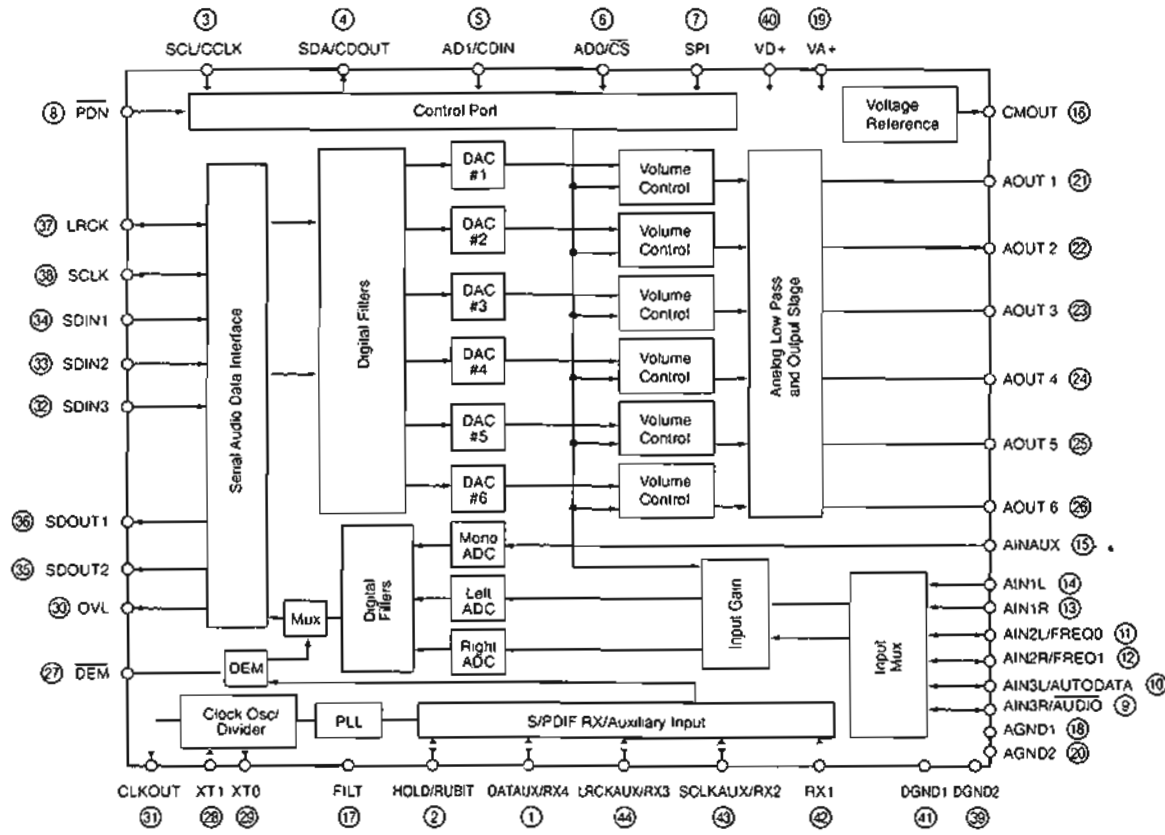 3 4 5 6 7 40 19
SCL/CCLK SDA/CDOUT AD1/CDIN AD0/CS SPI VD+ VA+
8 PDN
Control Port
Voltage
Reference
CMOUT 16
Serial Audio Data Interface
Digital Filters
DAC
#1
Volume
Control
Analog Low Pass
and Output Stage
AOUT 1 21
37 LRCK
DAC
#2
Volume
Control
AOUT 2 22
38 SCLK
34 SDIN1
DAC
#3
Volume
Control
AOUT 3 23
33 SDIN2
DAC
#4
Volume
Control
AOUT 4 24
32 SDIN3
DAC
#5
Volume
Control
AOUT 5 25
DAC
#6
Volume
Control
AOUT 6 26
36 SDOUT1
Mono
ADC
AINAUX 15
35 SDOUT2
Digital
Filters
Left
ADC
Input Gain
Input
Mux
AIN1L 14
30 OVL
Mux
AIN1R 13
AIN2L/FREQ0 11
27 DEM
DEM
Right
ADC
AIN2R/FREQ1 12
AIN3L/AUTODATA 10
AIN3R/AUDIO 9
Clock Osc/
Divider
PLL
S/PDIF RX/Auxiliary Input
AGND1 18
AGND2 20
CLKOUT XT1 XT0 FILT HOLD/RUBIT DATAUX/RX4 LRCKAUX/RX3 SCLKAUX/RX2 RX1 DGND1 DGND2
31 28 29 17 2 1 44 43 42 41 39